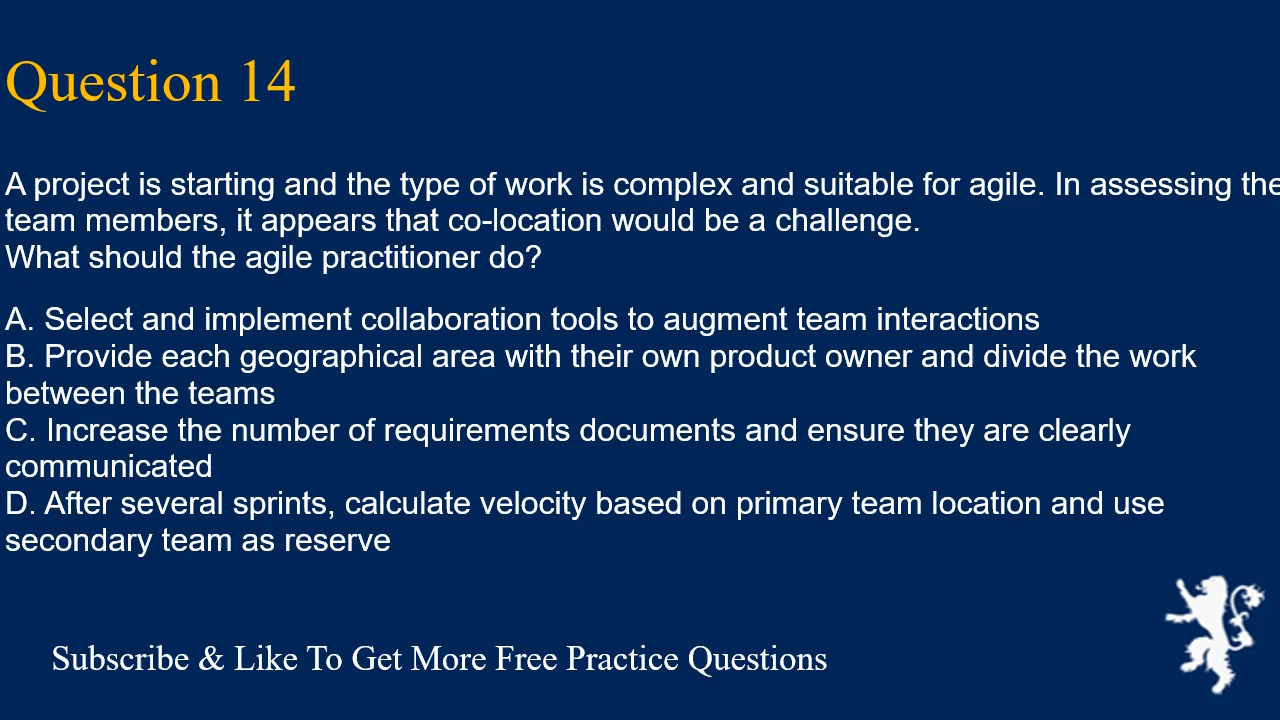 Question 14
A project is starting and the type of work is complex and suitable for agile. In assessing the
team members, it appears that co-location would be a challenge.
What should the agile practitioner do?
A. Select and implement collaboration tools to augment team interactions
B. Provide each geographical area with their own product owner and divide the work
between the teams
C. Increase the number of requirements documents and ensure they are clearly
communicated
D. After several sprints, calculate velocity based on primary team location and use
secondary team as reserve
Subscribe & Like To Get More Free Practice Questions